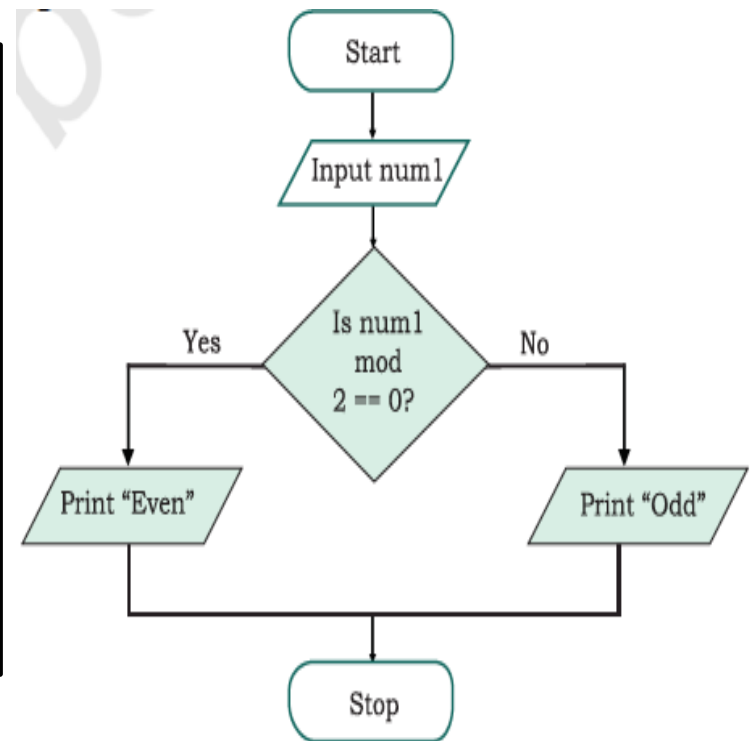 Start
Input num1
Is num1
mod
2 == 0?
Yes
No
Print “Even”
Print “Odd”
Stop